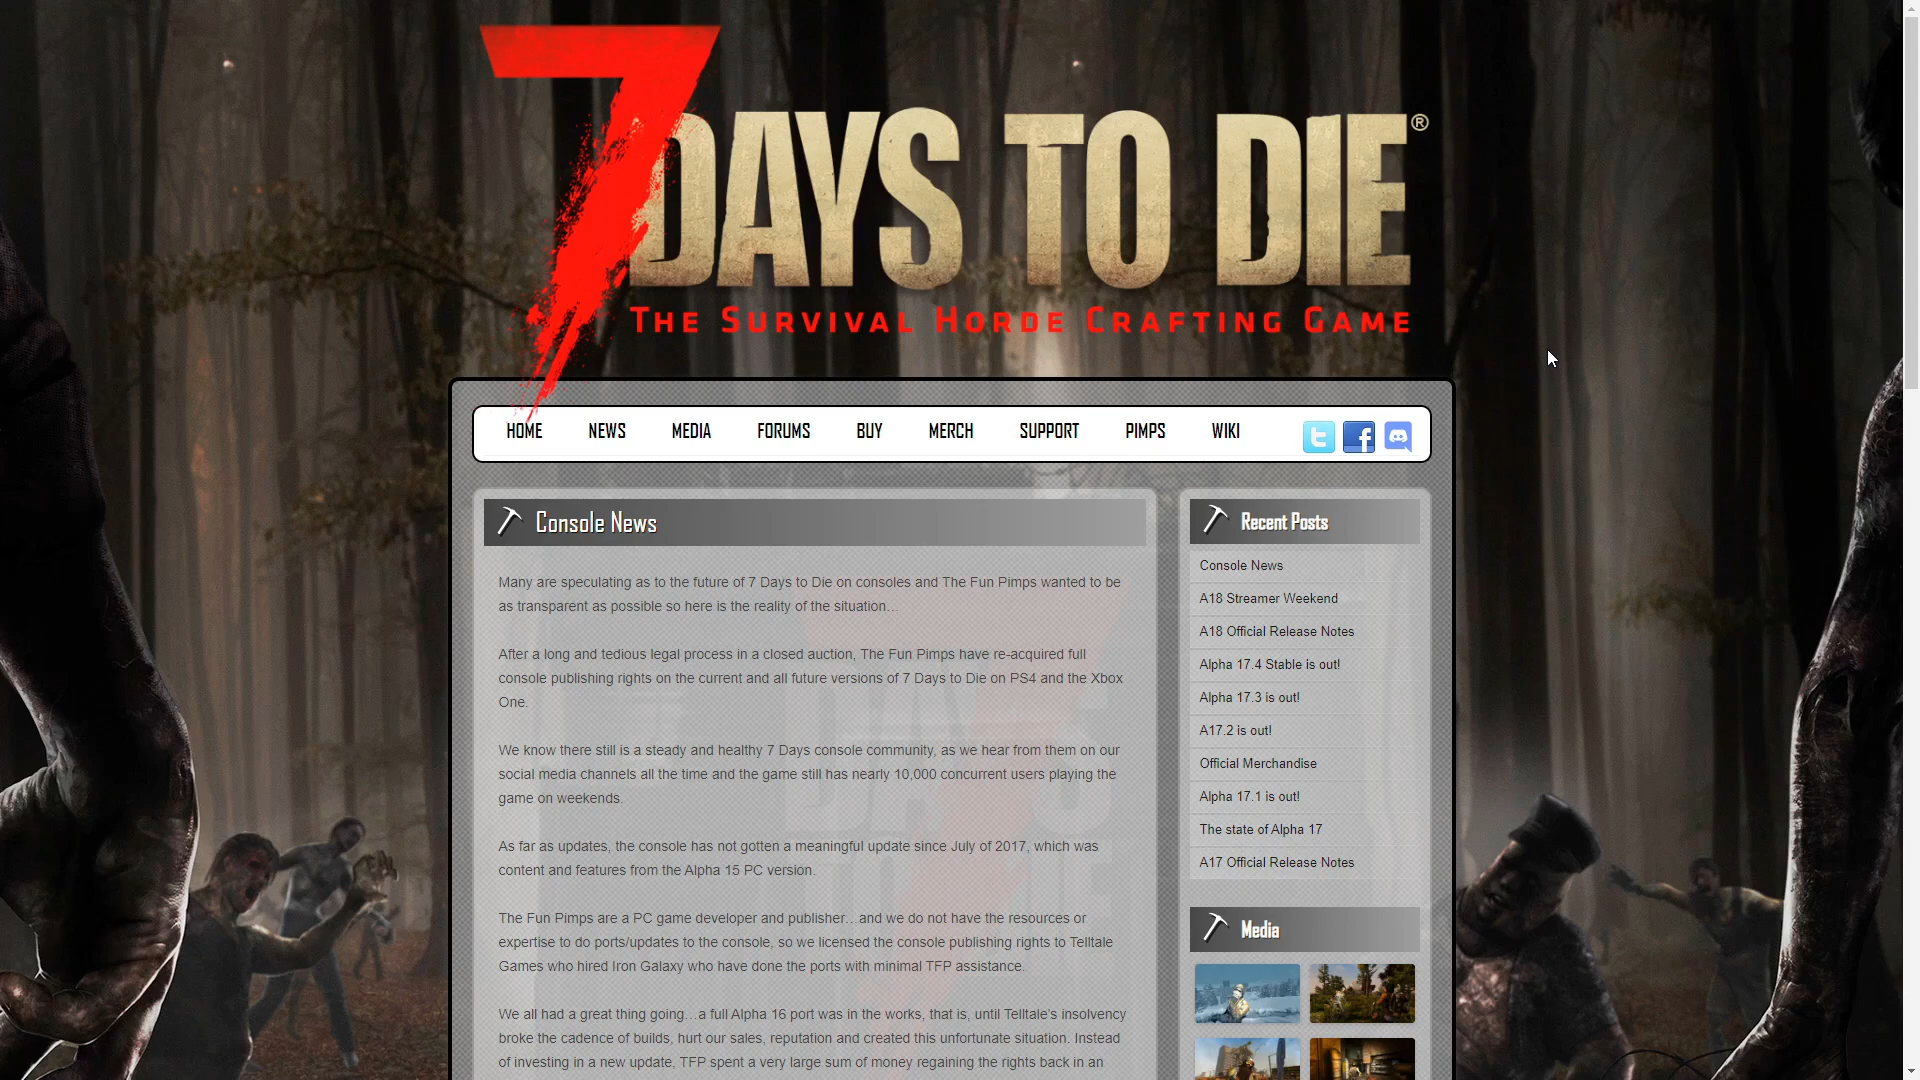 7 DAYS TO DIE®
The Survival Horde Crafting Game
HOME NEWS MEDIA FORUMS BUY MERCH SUPPORT PIMPS WIKI
Console News
Many are speculating as to the future of 7 Days to Die on consoles and The Fun Pimps wanted to be
as transparent as possible so here is the reality of the situation…
After a long and tedious legal process in a closed auction, The Fun Pimps have re-acquired full
console publishing rights on the current and all future versions of 7 Days to Die on PS4 and the Xbox
One.
We know there still is a steady and healthy 7 Days console community, as we hear from them on our
social media channels all the time and the game still has nearly 10,000 concurrent users playing the
game on weekends.
As far as updates, the console has not gotten a meaningful update since July of 2017, which was
content and features from the Alpha 15 PC version.
The Fun Pimps are a PC game developer and publisher…and we do not have the resources or
expertise to do ports/updates to the console, so we licensed the console publishing rights to Telltale
Games who hired Iron Galaxy who have done the ports with minimal TFP assistance.
We all had a great thing going…a full Alpha 16 port was in the works, that is, until Telltale's insolvency
broke the cadence of builds, hurt our sales, reputation and created this unfortunate situation. Instead
of investing in a new update, TFP spent a very large sum of money regaining the rights back in an
Recent Posts
Console News
A18 Streamer Weekend
A18 Official Release Notes
Alpha 17.4 Stable is out!
Alpha 17.3 is out!
A17.2 is out!
Official Merchandise
Alpha 17.1 is out!
The state of Alpha 17
A17 Official Release Notes
Media